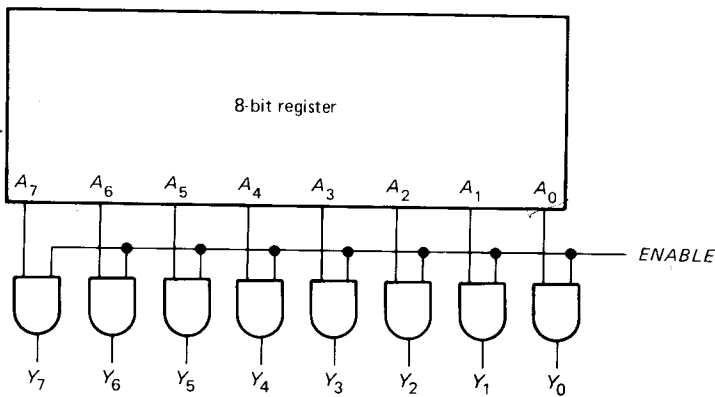 8-bit register
A7 A6 A5 A4 A3 A2 A1 A0
ENABLE
Y7 Y6 Y5 Y4 Y3 Y2 Y1 Y0